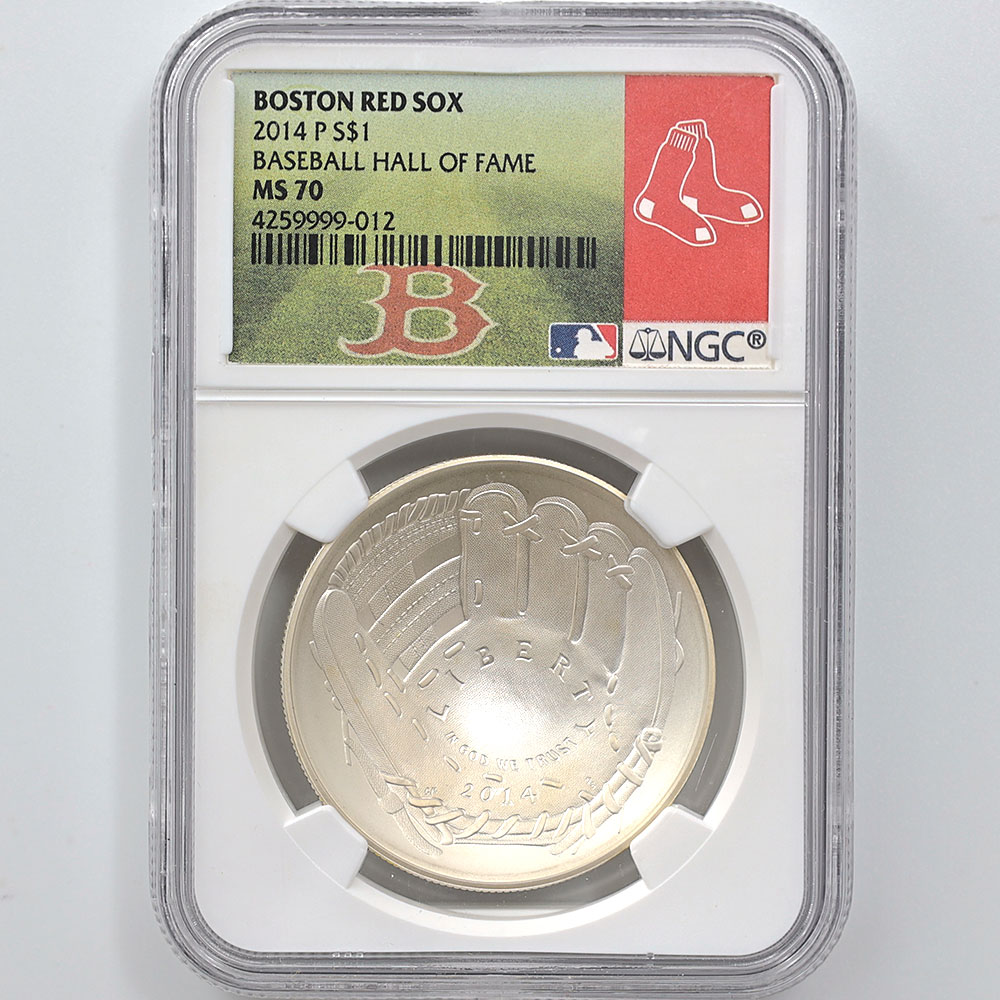 BOSTON RED SOX
2014 P S$1
BASEBALL HALL OF FAME
MS 70
4259999-012
B
NGC®
LIBERTY
IN GOD WE TRUST
2014